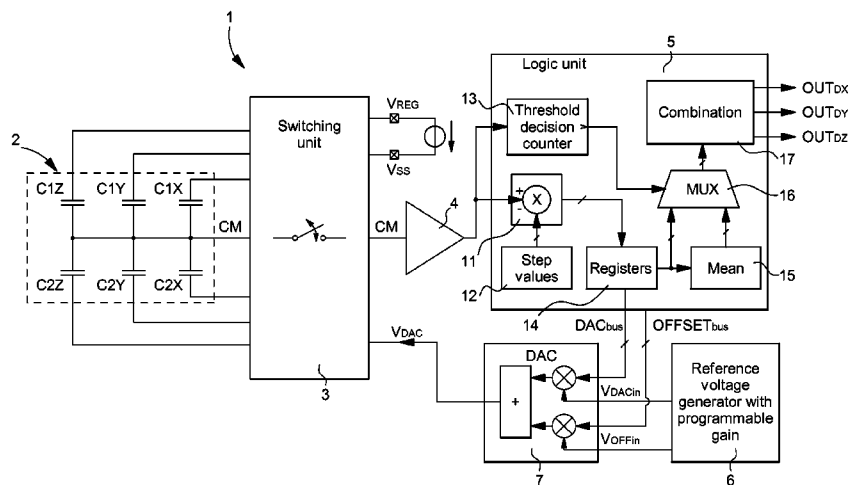 1
2
C1Z
C1Y
C1X
C2Z
C2Y
C2X
CM
Switching
unit
3
VREG
VSS
CM
4
VDAC
Logic unit
5
13
Threshold
decision
counter
+
-
X
11
Step
values
12
Registers
14
Mean
15
MUX
16
Combination
17
OUTDX
OUTDY
OUTDZ
DACbus
OFFSETbus
DAC
+
VDACin
VOFFin
7
Reference
voltage
generator with
programmable
gain
6